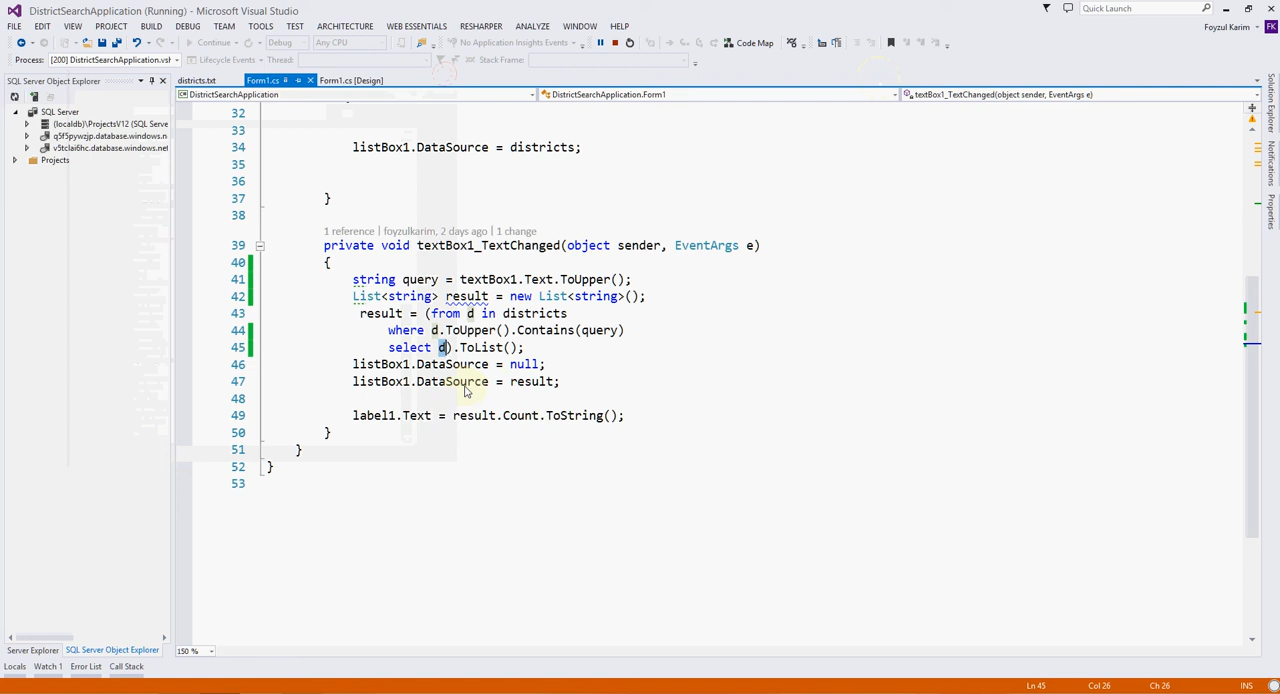 DistrictSearchApplication (Running) - Microsoft Visual Studio
Quick Launch
FILE EDIT VIEW PROJECT BUILD DEBUG TEAM TOOLS TEST ARCHITECTURE WEB ESSENTIALS RESHARPER ANALYZE WINDOW HELP
Foyzul Karim FK
Continue Debug Any CPU No Application Insights Events Code Map
Process: [200] DistrictSearchApplication.vsh Lifecycle Events Thread: Stack Frame:
SQL Server Object Explorer
districts.txt Form1.cs Form1.cs [Design]
DistrictSearchApplication DistrictSearchApplication.Form1 textBox1_TextChanged(object sender, EventArgs e)
SQL Server
(localdb)\ProjectsV12 (SQL Server
q5f5pywzjp.database.windows.n
v5tclai6hc.database.windows.net
Projects
32
33
34 listBox1.DataSource = districts;
35
36
37 }
38
1 reference | foyzulkarim, 2 days ago | 1 change
39 private void textBox1_TextChanged(object sender, EventArgs e)
40 {
41 string query = textBox1.Text.ToUpper();
42 List<string> result = new List<string>();
43 result = (from d in districts
44 where d.ToUpper().Contains(query)
45 select d).ToList();
46 listBox1.DataSource = null;
47 listBox1.DataSource = result;
48
49 label1.Text = result.Count.ToString();
50 }
51 }
52 }
53
Solution Explorer
Notifications
Properties
150 %
Server Explorer SQL Server Object Explorer
Locals Watch 1 Error List Call Stack
Ln 45 Col 26 Ch 26 INS